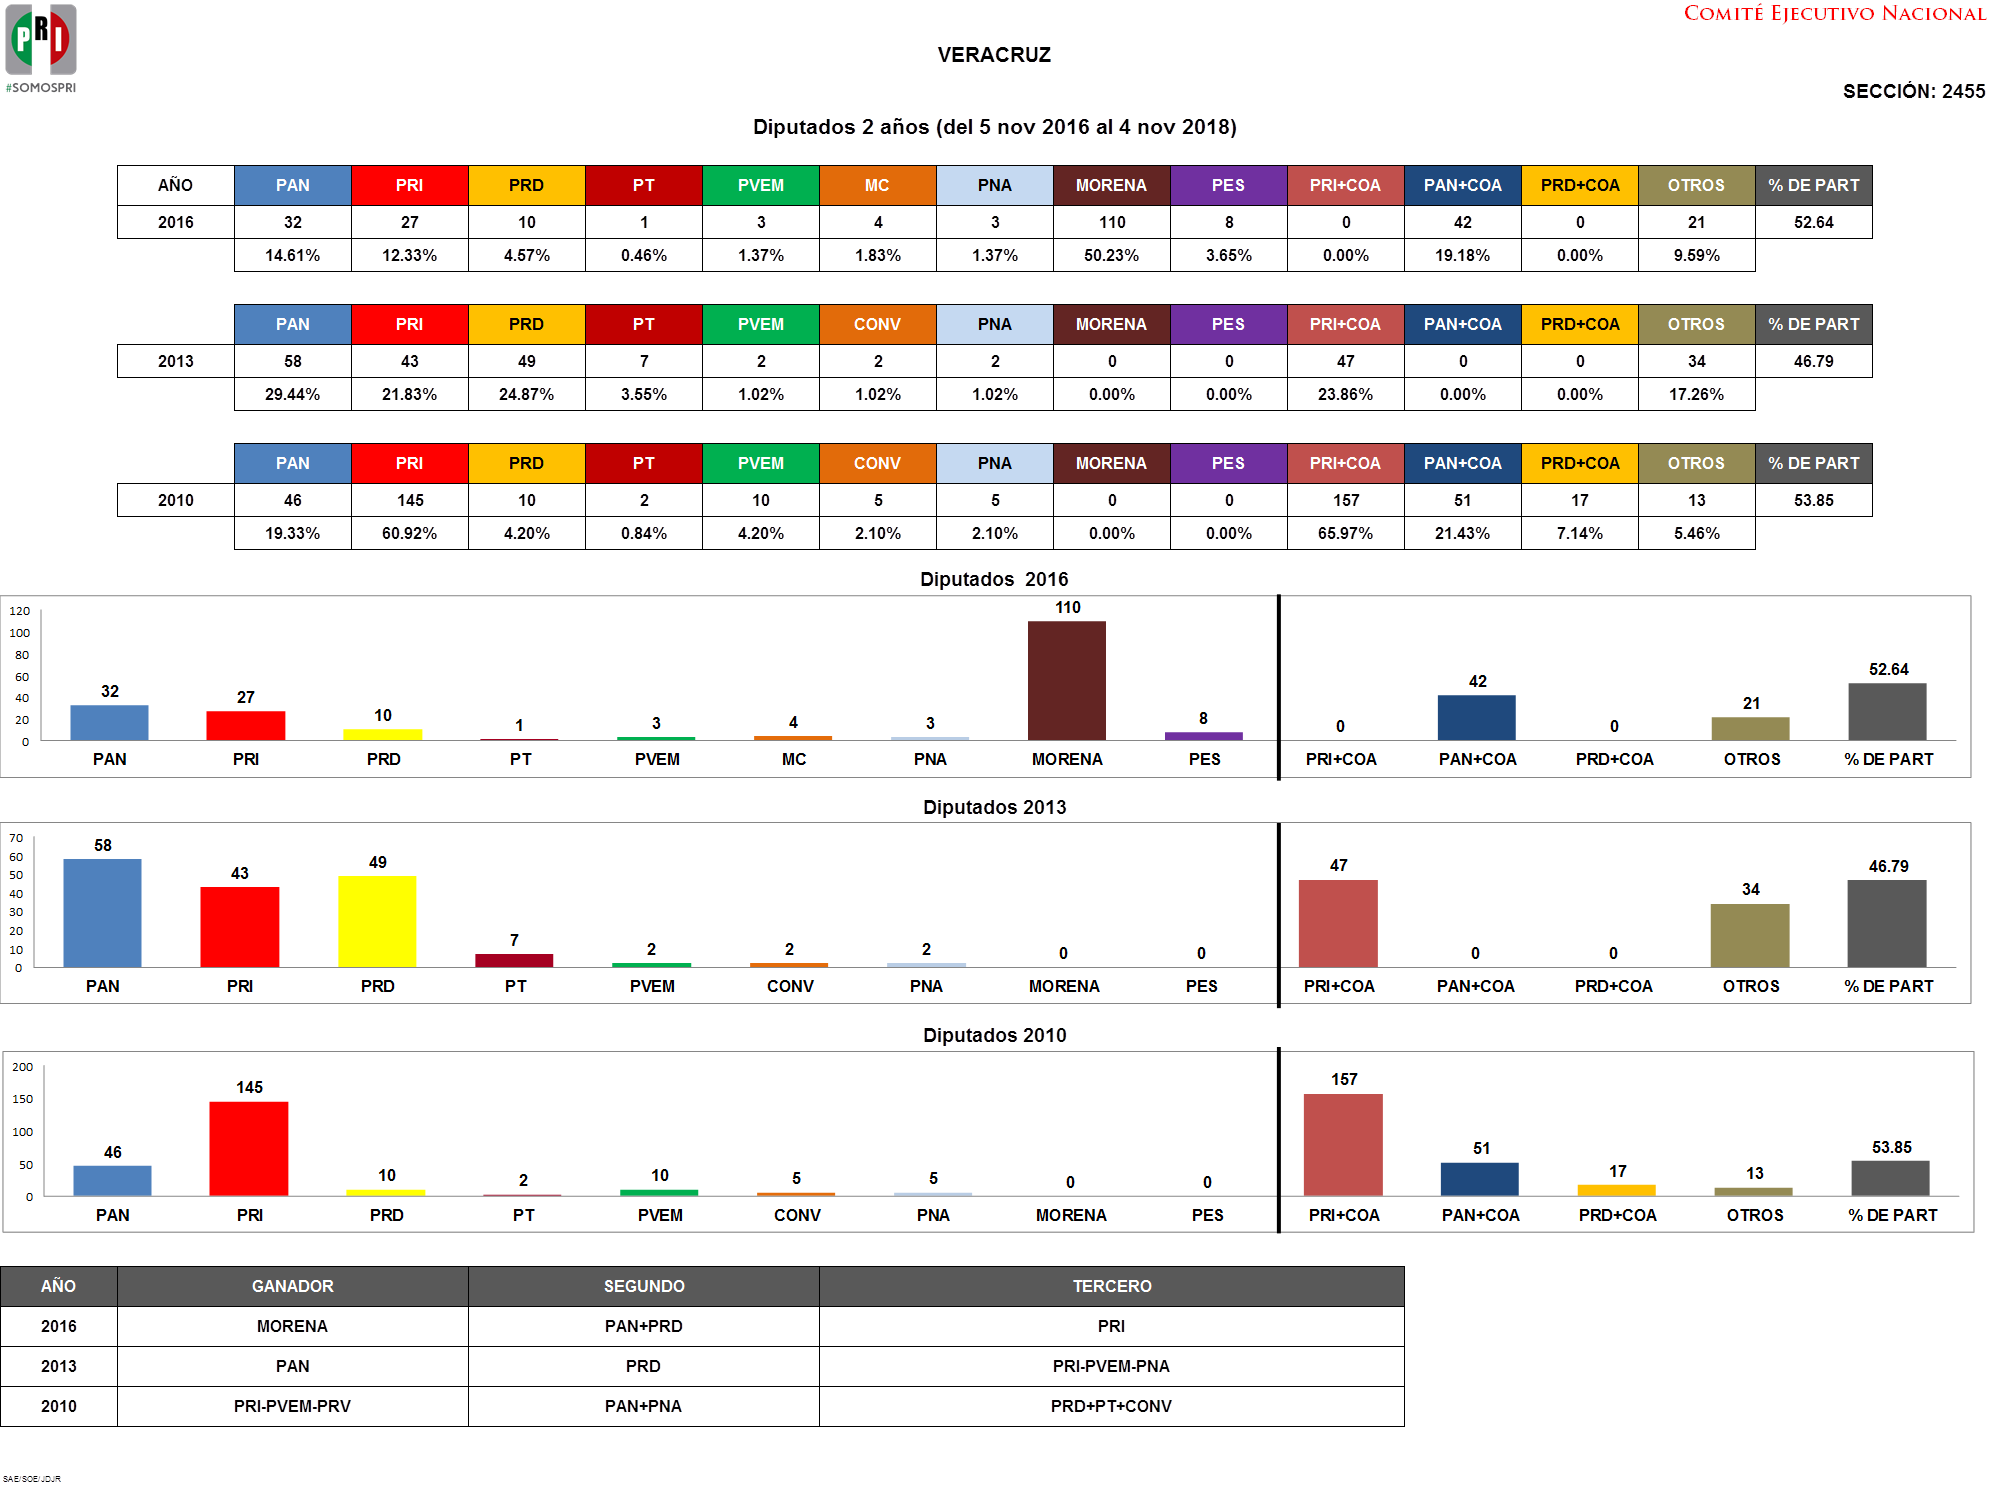 PRI
#SOMOSPRI
COMITÉ EJECUTIVO NACIONAL
VERACRUZ
SECCIÓN: 2455
Diputados 2 años (del 5 nov 2016 al 4 nov 2018)
AÑO PAN PRI PRD PT PVEM MC PNA MORENA PES PRI+COA PAN+COA PRD+COA OTROS % DE PART
2016 32 27 10 1 3 4 3 110 8 0 42 0 21 52.64
14.61% 12.33% 4.57% 0.46% 1.37% 1.83% 1.37% 50.23% 3.65% 0.00% 19.18% 0.00% 9.59%
PAN PRI PRD PT PVEM CONV PNA MORENA PES PRI+COA PAN+COA PRD+COA OTROS % DE PART
2013 58 43 49 7 2 2 2 0 0 47 0 0 34 46.79
29.44% 21.83% 24.87% 3.55% 1.02% 1.02% 1.02% 0.00% 0.00% 23.86% 0.00% 0.00% 17.26%
PAN PRI PRD PT PVEM CONV PNA MORENA PES PRI+COA PAN+COA PRD+COA OTROS % DE PART
2010 46 145 10 2 10 5 5 0 0 157 51 17 13 53.85
19.33% 60.92% 4.20% 0.84% 4.20% 2.10% 2.10% 0.00% 0.00% 65.97% 21.43% 7.14% 5.46%
Diputados 2016
120
100
80
60
40
20
0
32 27 10 1 3 4 3 110 8 0 42 0 21 52.64
PAN PRI PRD PT PVEM MC PNA MORENA PES PRI+COA PAN+COA PRD+COA OTROS % DE PART
Diputados 2013
70
60
50
40
30
20
10
0
58 43 49 7 2 2 2 0 0 47 0 0 34 46.79
PAN PRI PRD PT PVEM CONV PNA MORENA PES PRI+COA PAN+COA PRD+COA OTROS % DE PART
Diputados 2010
200
150
100
50
0
46 145 10 2 10 5 5 0 0 157 51 17 13 53.85
PAN PRI PRD PT PVEM CONV PNA MORENA PES PRI+COA PAN+COA PRD+COA OTROS % DE PART
AÑO GANADOR SEGUNDO TERCERO
2016 MORENA PAN+PRD PRI
2013 PAN PRD PRI-PVEM-PNA
2010 PRI-PVEM-PRV PAN+PNA PRD+PT+CONV
SAE/SOE/JDJR